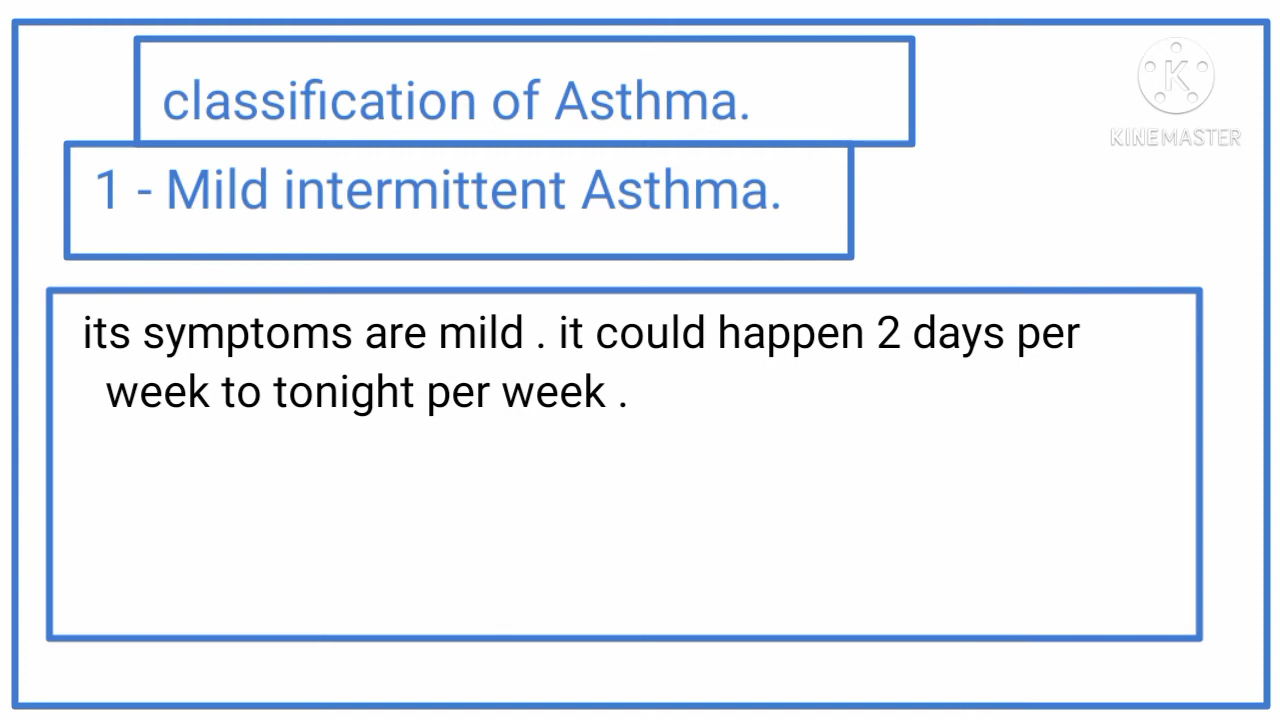 classification of Asthma.
KINEMASTER
1 - Mild intermittent Asthma.
its symptoms are mild . it could happen 2 days per
week to tonight per week .